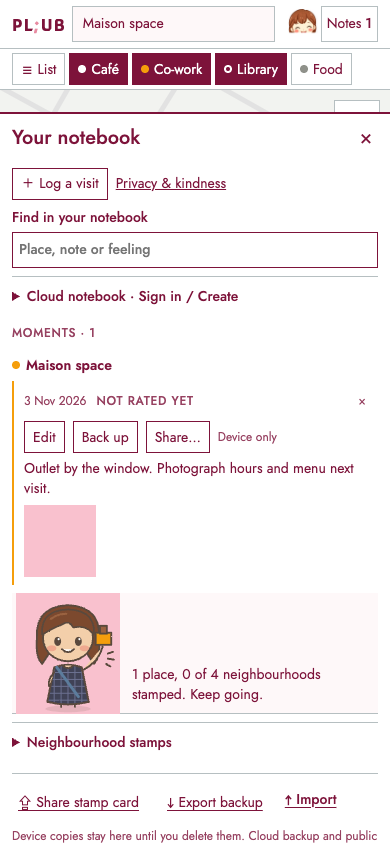 PL;UB
Maison space
Notes 1
≡ List
Café
Co-work
Library
Food
Your notebook
×
+ Log a visit
Privacy & kindness
Find in your notebook
Place, note or feeling
▶ Cloud notebook · Sign in / Create
MOMENTS · 1
Maison space
3 Nov 2026 NOT RATED YET ×
Edit
Back up
Share...
Device only
Outlet by the window. Photograph hours and menu next
visit.
1 place, 0 of 4 neighbourhoods
stamped. Keep going.
▶ Neighbourhood stamps
Share stamp card
↓ Export backup
↑ Import
Device copies stay here until you delete them. Cloud backup and public